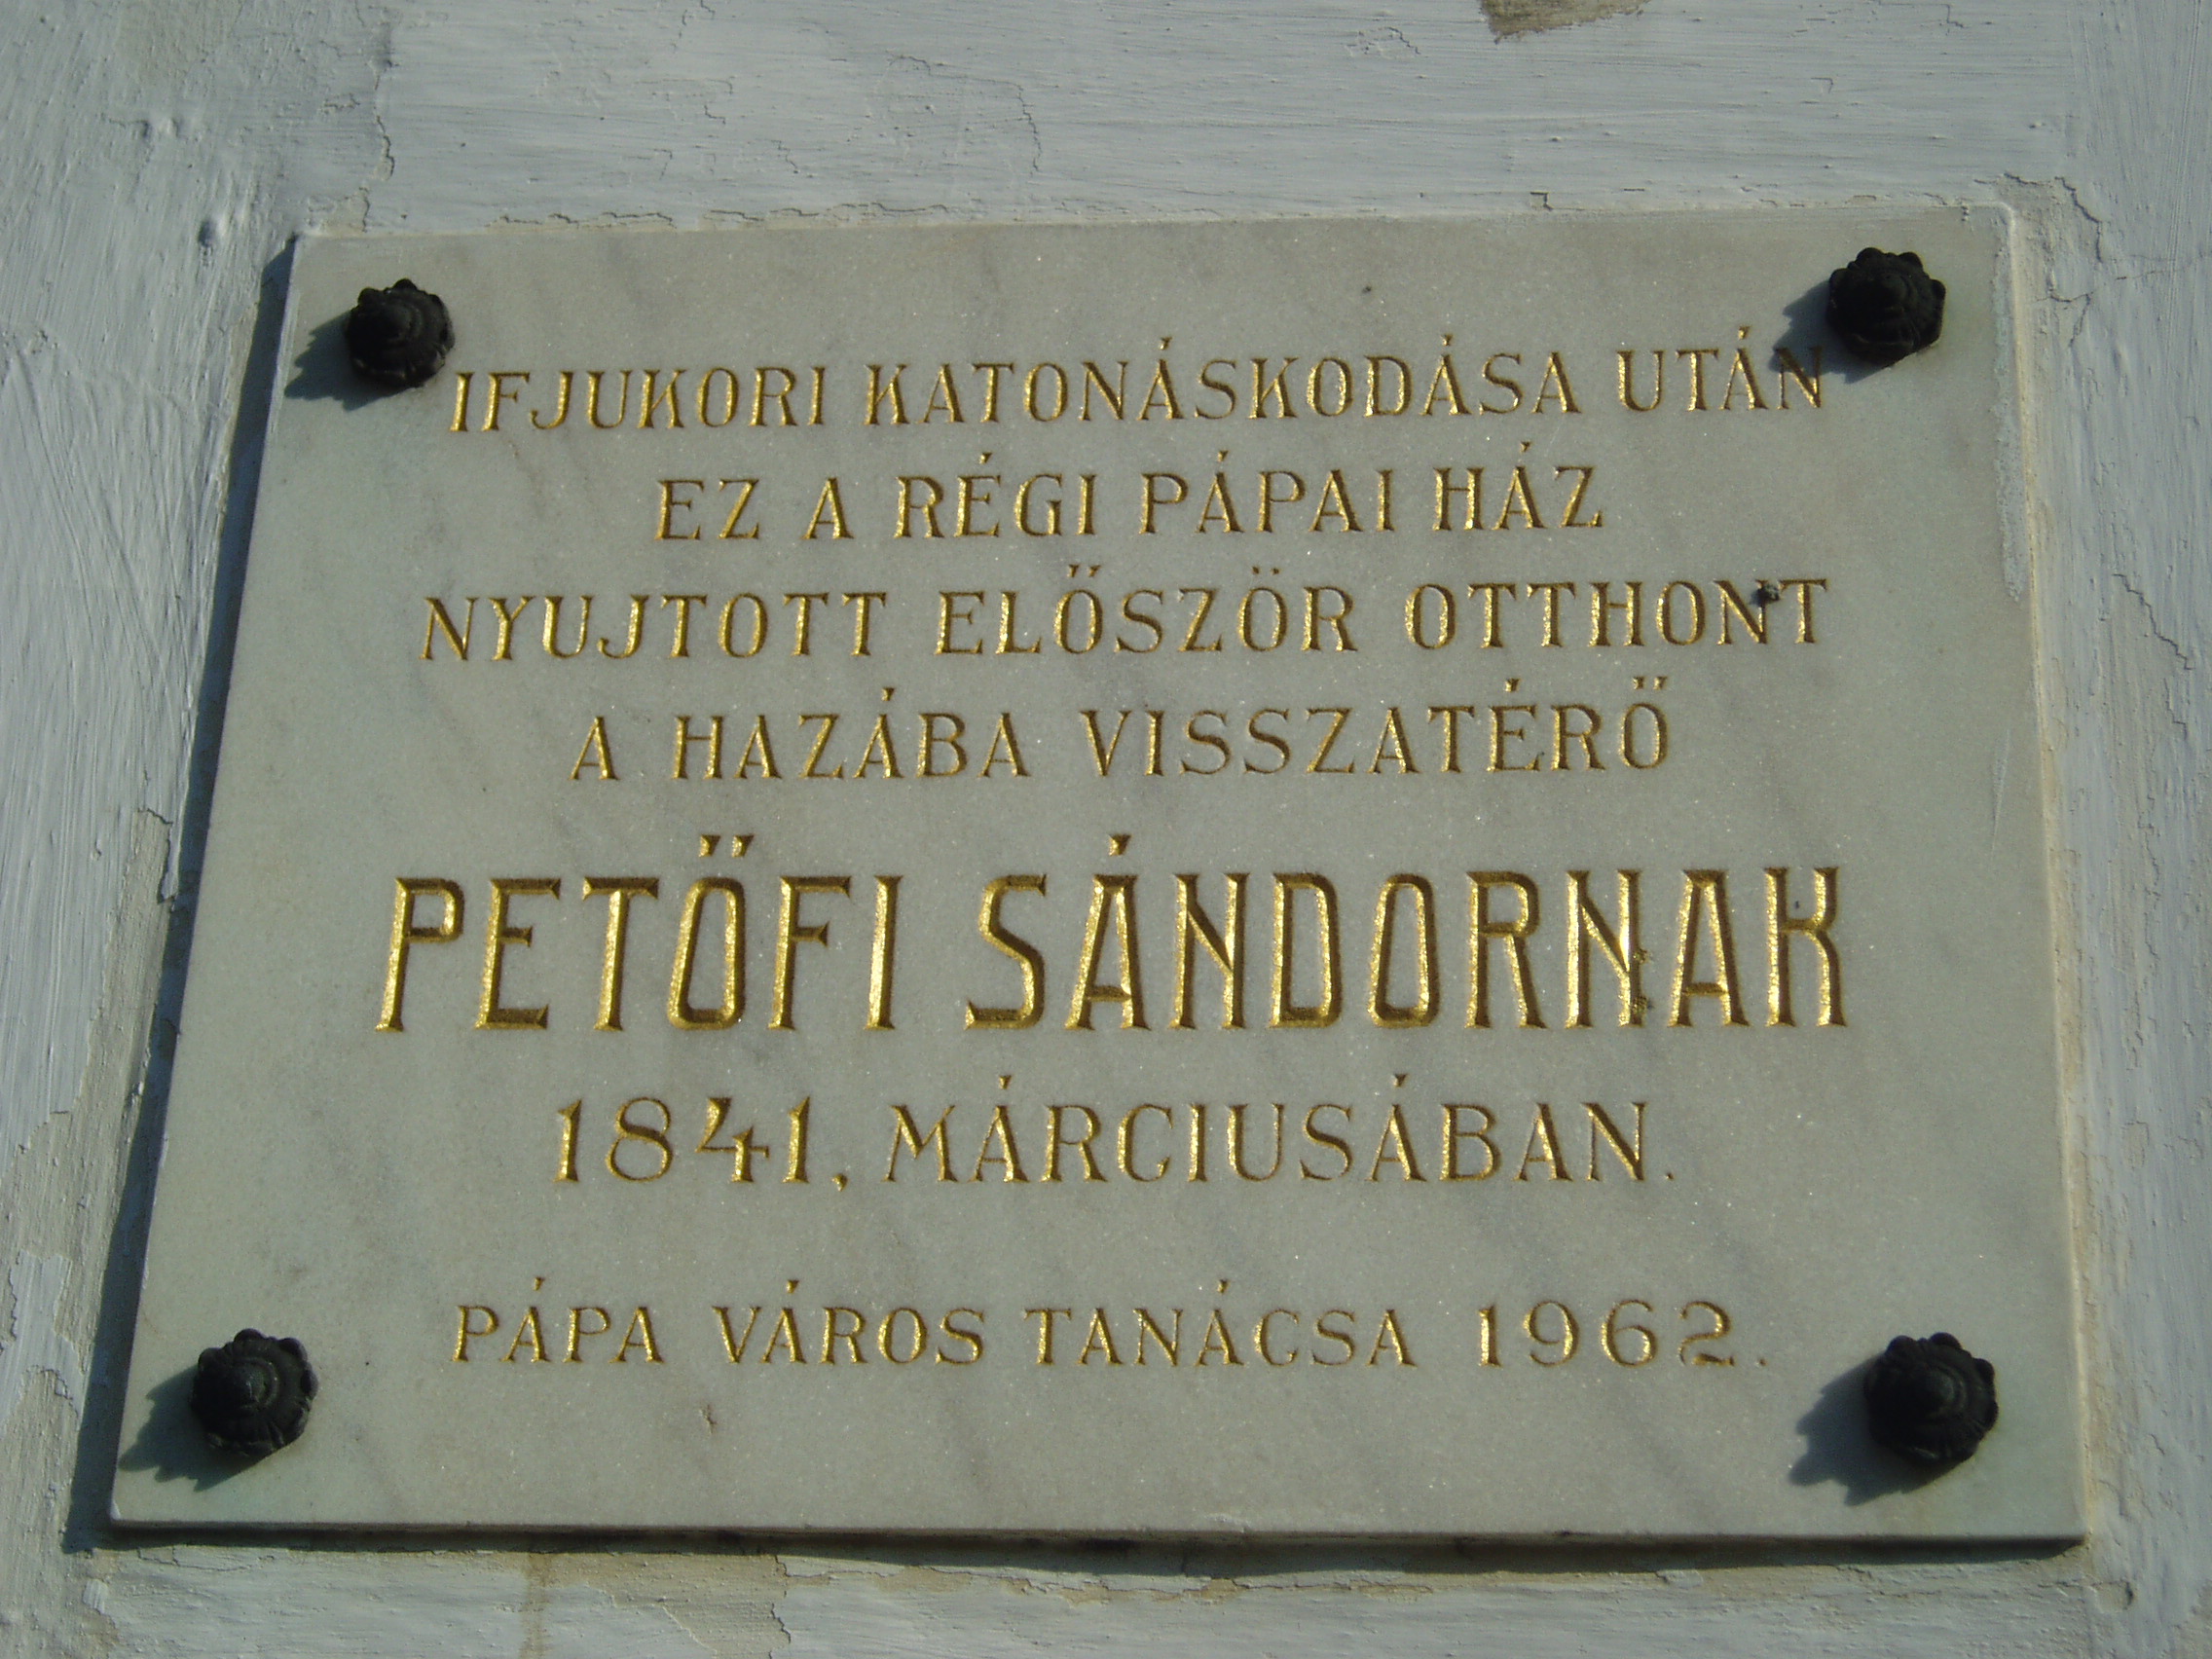 IFJUKORI KATONÁSKODÁSA UTÁN
EZ A RÉGI PÁPAI HÁZ
NYUJTOTT ELŐSZÖR OTTHONT
A HAZÁBA VISSZATÉRŐ
PETŐFI SÁNDORNAK
1841, MÁRCIUSÁBAN.
PÁPA VÁROS TANÁCSA 1962.